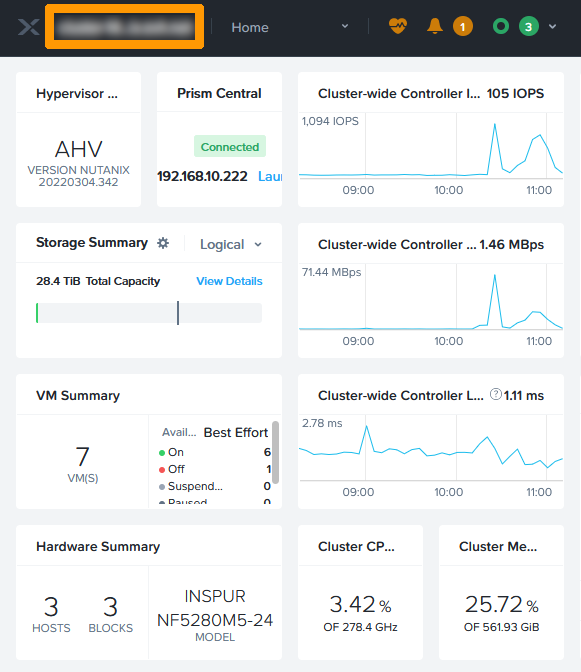 Home
1
3
Hypervisor ...
AHV
VERSION NUTANIX
20220304.342
Prism Central
Connected
192.168.10.222 Lau
Cluster-wide Controller I... 105 IOPS
1,094 IOPS
09:00 10:00 11:00
Storage Summary Logical
28.4 TiB Total Capacity View Details
Cluster-wide Controller ... 1.46 MBps
71.44 MBps
09:00 10:00 11:00
VM Summary
7
VM(S)
Avail... Best Effort
On 6
Off 1
Suspend... 0
Paused 0
Cluster-wide Controller L... ? 1.11 ms
2.78 ms
09:00 10:00 11:00
Hardware Summary
3
HOSTS
3
BLOCKS
INSPUR
NF5280M5-24
MODEL
Cluster CP...
3.42 %
OF 278.4 GHz
Cluster Me...
25.72 %
OF 561.93 GiB